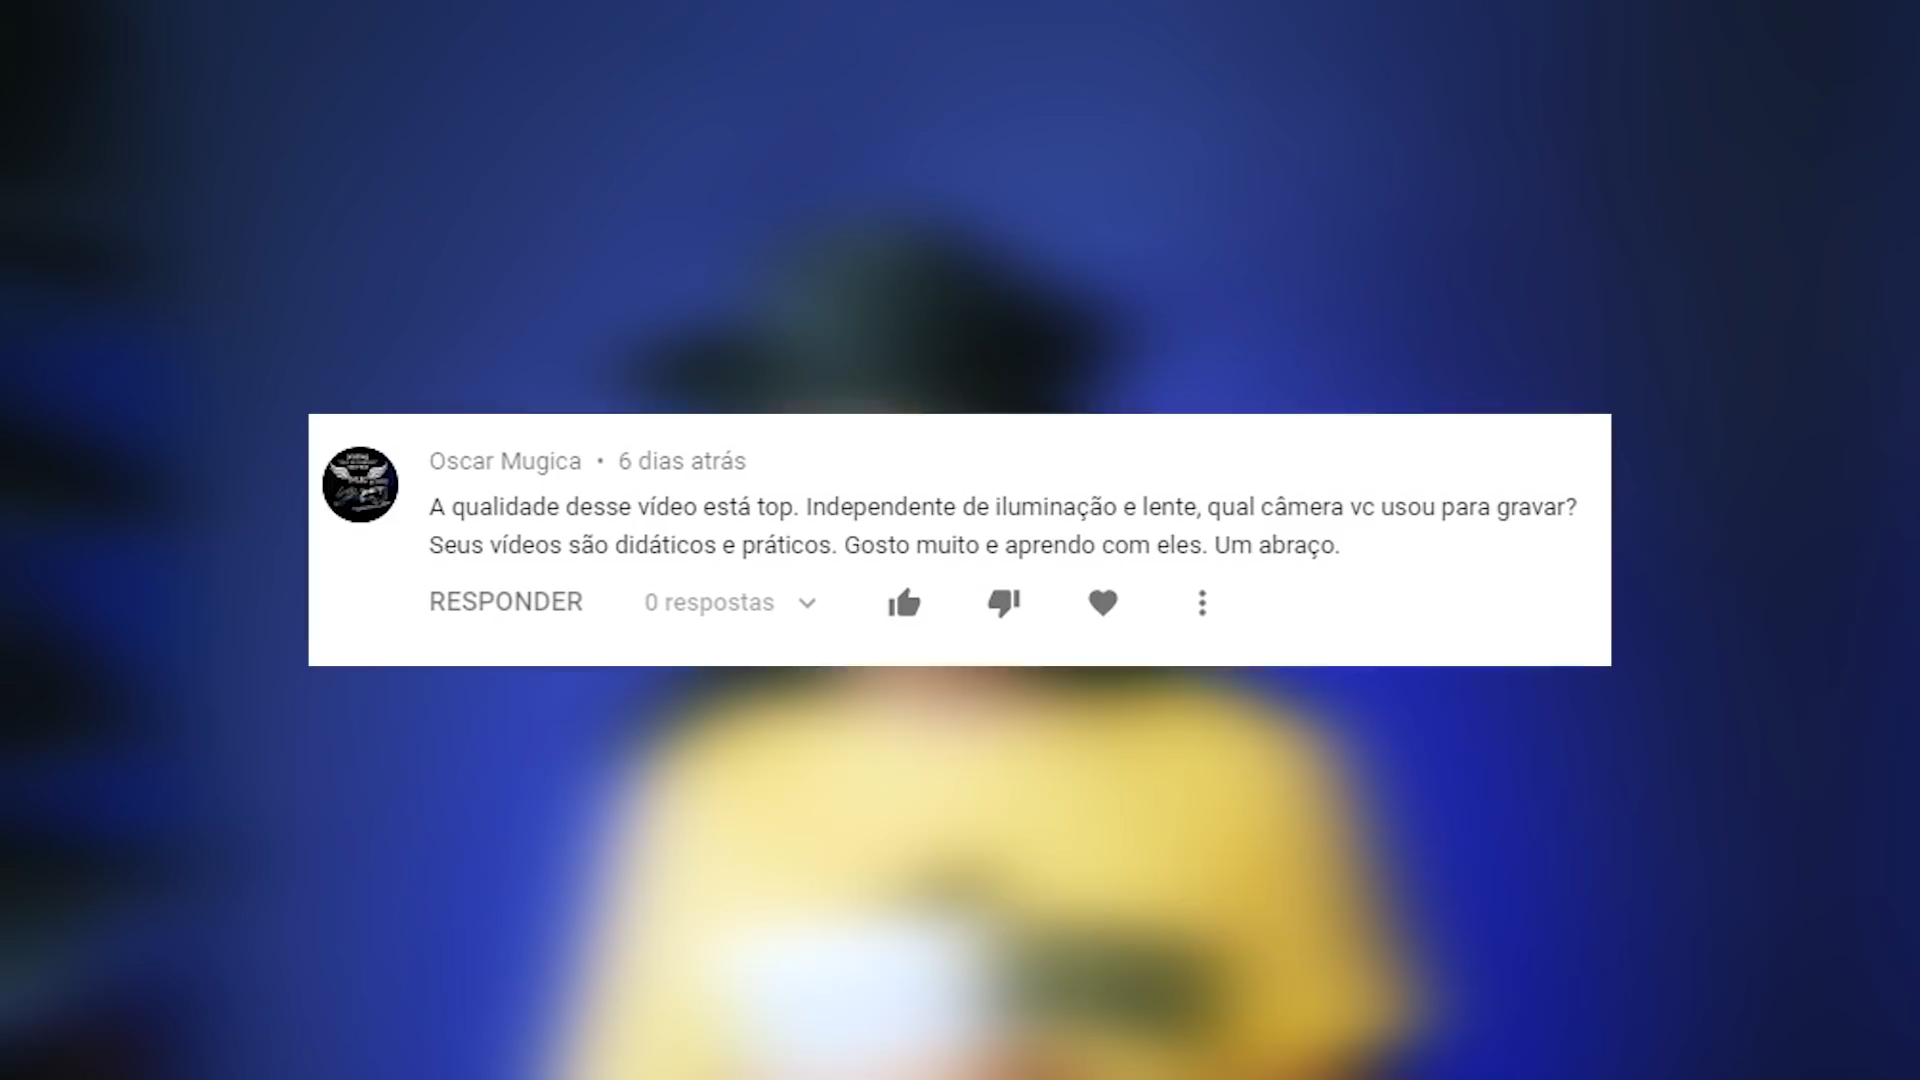 Oscar Mugica • 6 dias atrás
A qualidade desse vídeo está top. Independente de iluminação e lente, qual câmera vc usou para gravar?
Seus vídeos são didáticos e práticos. Gosto muito e aprendo com eles. Um abraço.
RESPONDER 0 respostas